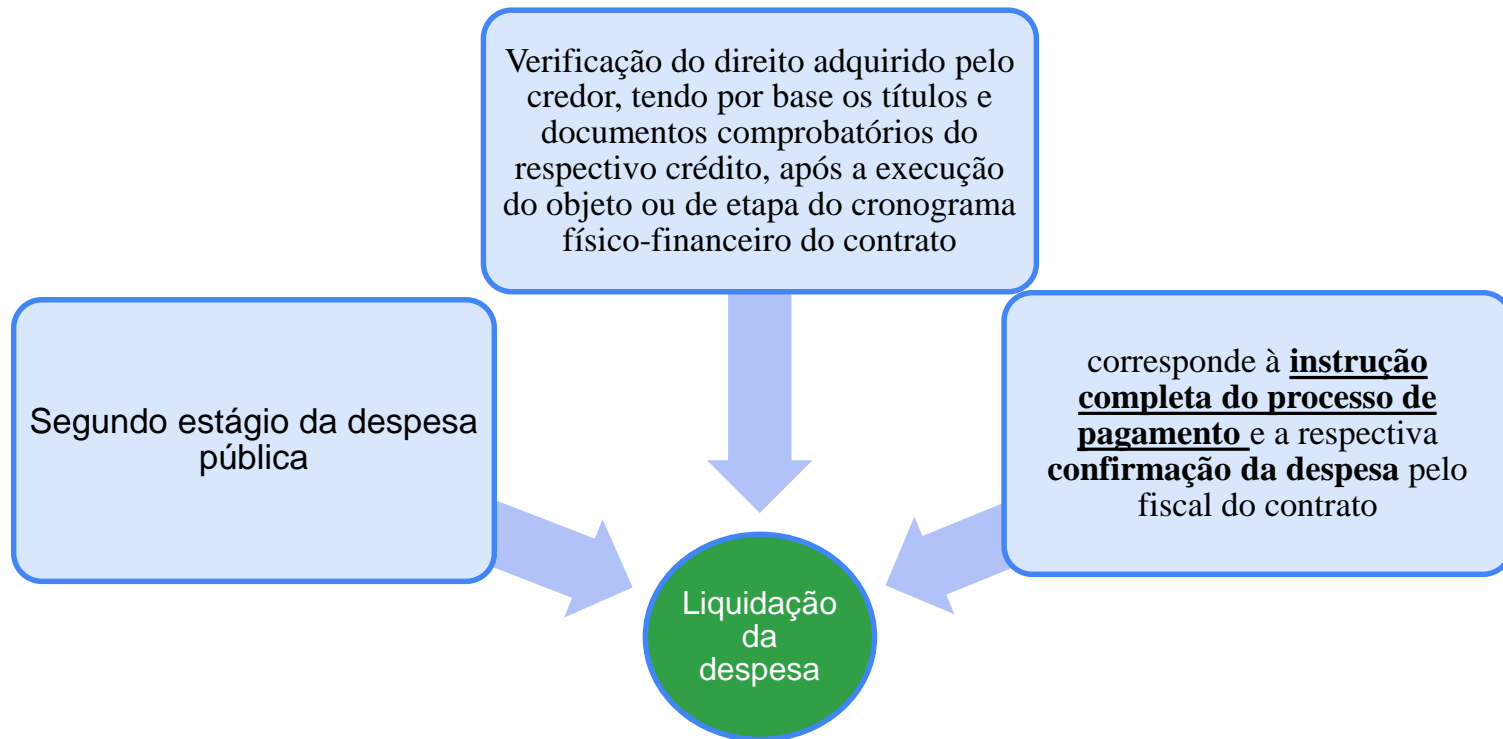 Verificação do direito adquirido pelo
credor, tendo por base os títulos e
documentos comprobatórios do
respectivo crédito, após a execução
do objeto ou de etapa do cronograma
físico-financeiro do contrato
Segundo estágio da despesa
pública
corresponde à instrução
completa do processo de
pagamento e a respectiva
confirmação da despesa pelo
fiscal do contrato
Liquidação
da
despesa